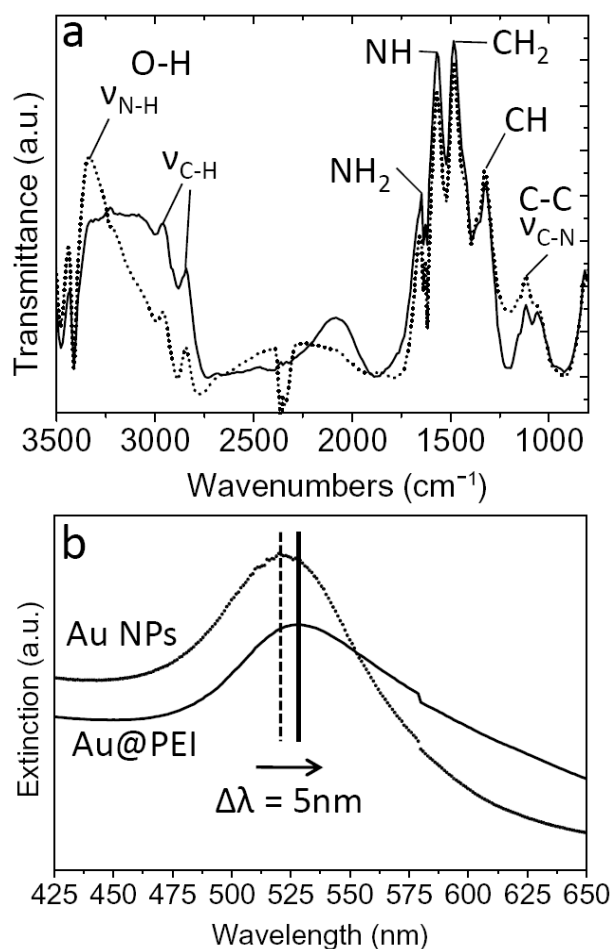 a
O-H
νN-H
νC-H
NH
CH2
NH2
CH
C-C
νC-N
Transmittance (a.u.)
3500 3000 2500 2000 1500 1000
Wavenumbers (cm⁻¹)
b
Au NPs
Au@PEI
Δλ = 5nm
Extinction (a.u.)
425 450 475 500 525 550 575 600 625 650
Wavelength (nm)